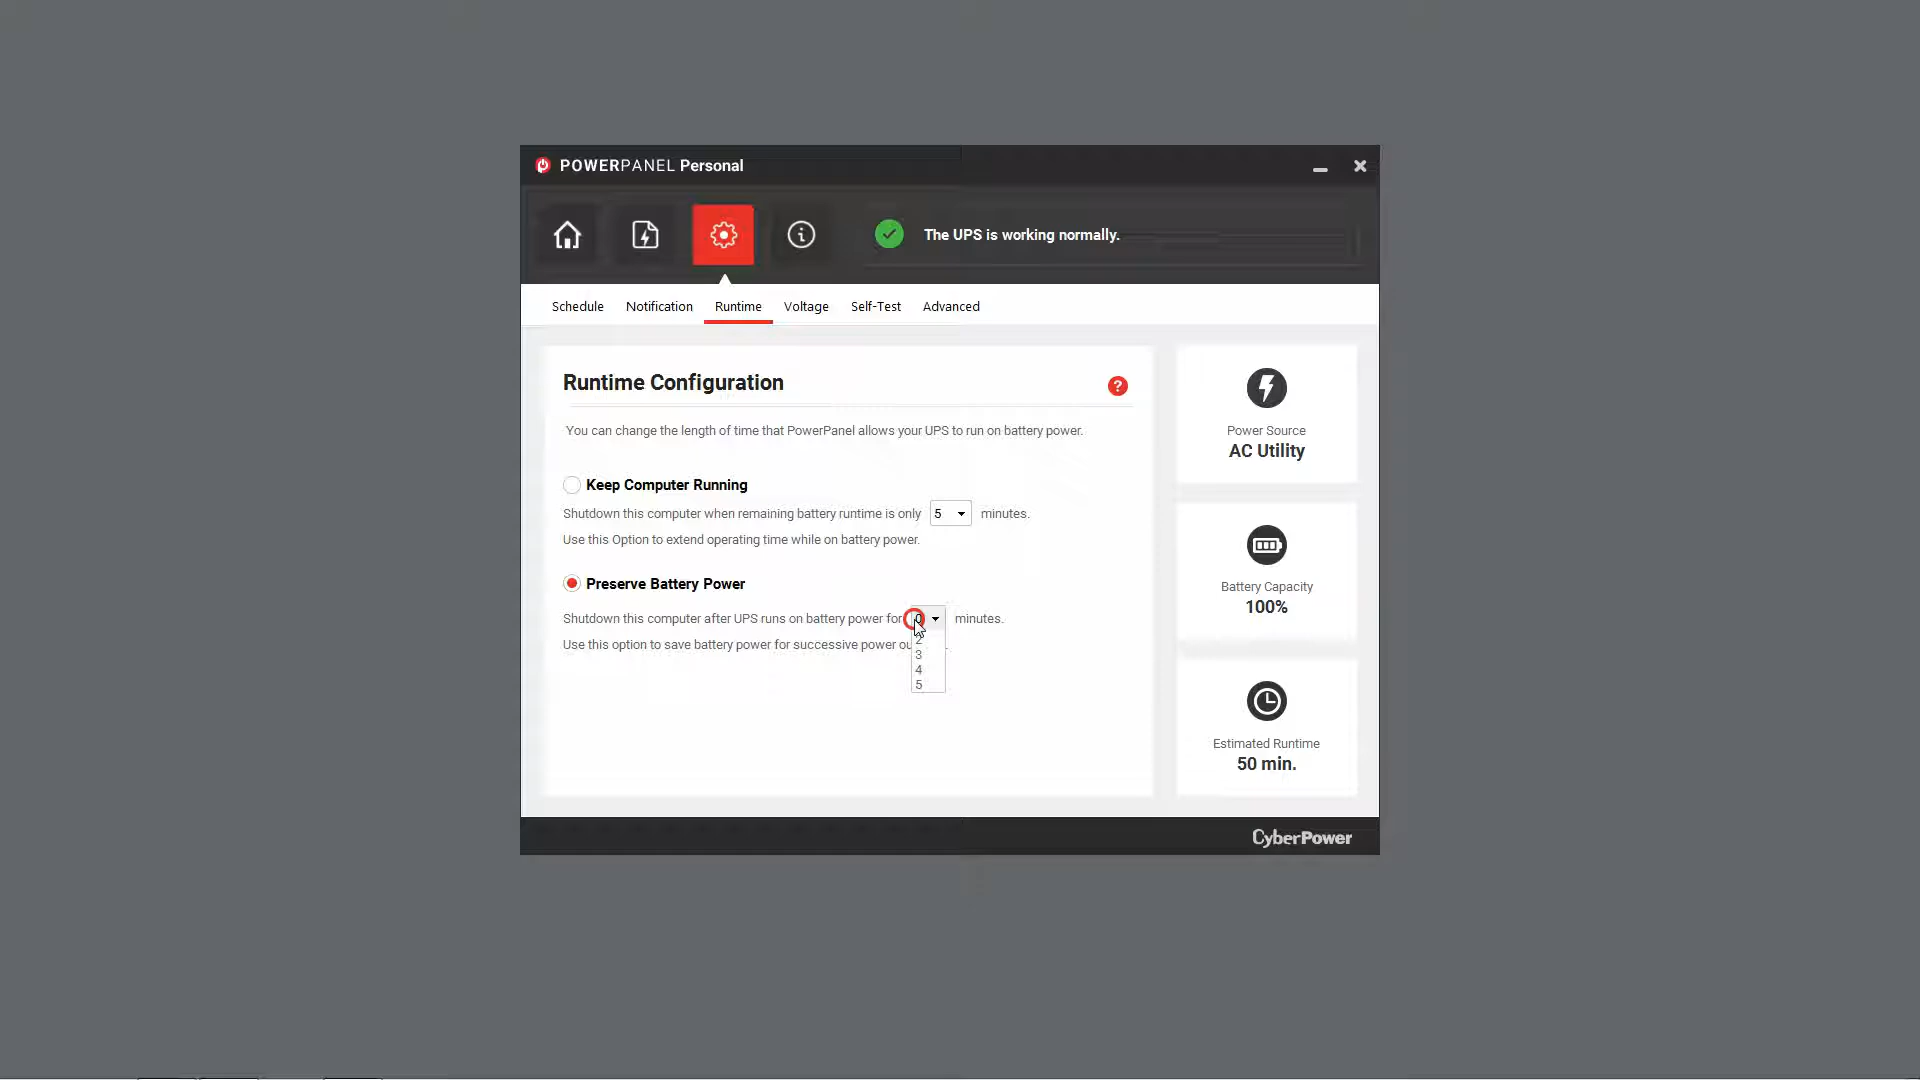 POWERPANEL Personal
The UPS is working normally.
Schedule Notification Runtime Voltage Self-Test Advanced
Runtime Configuration
?
You can change the length of time that PowerPanel allows your UPS to run on battery power.
Keep Computer Running
Shutdown this computer when remaining battery runtime is only 5 minutes.
Use this Option to extend operating time while on battery power.
Preserve Battery Power
Shutdown this computer after UPS runs on battery power for 0 minutes.
Use this option to save battery power for successive power
2
3
4
5
Power Source
AC Utility
Battery Capacity
100%
Estimated Runtime
50 min.
CyberPower